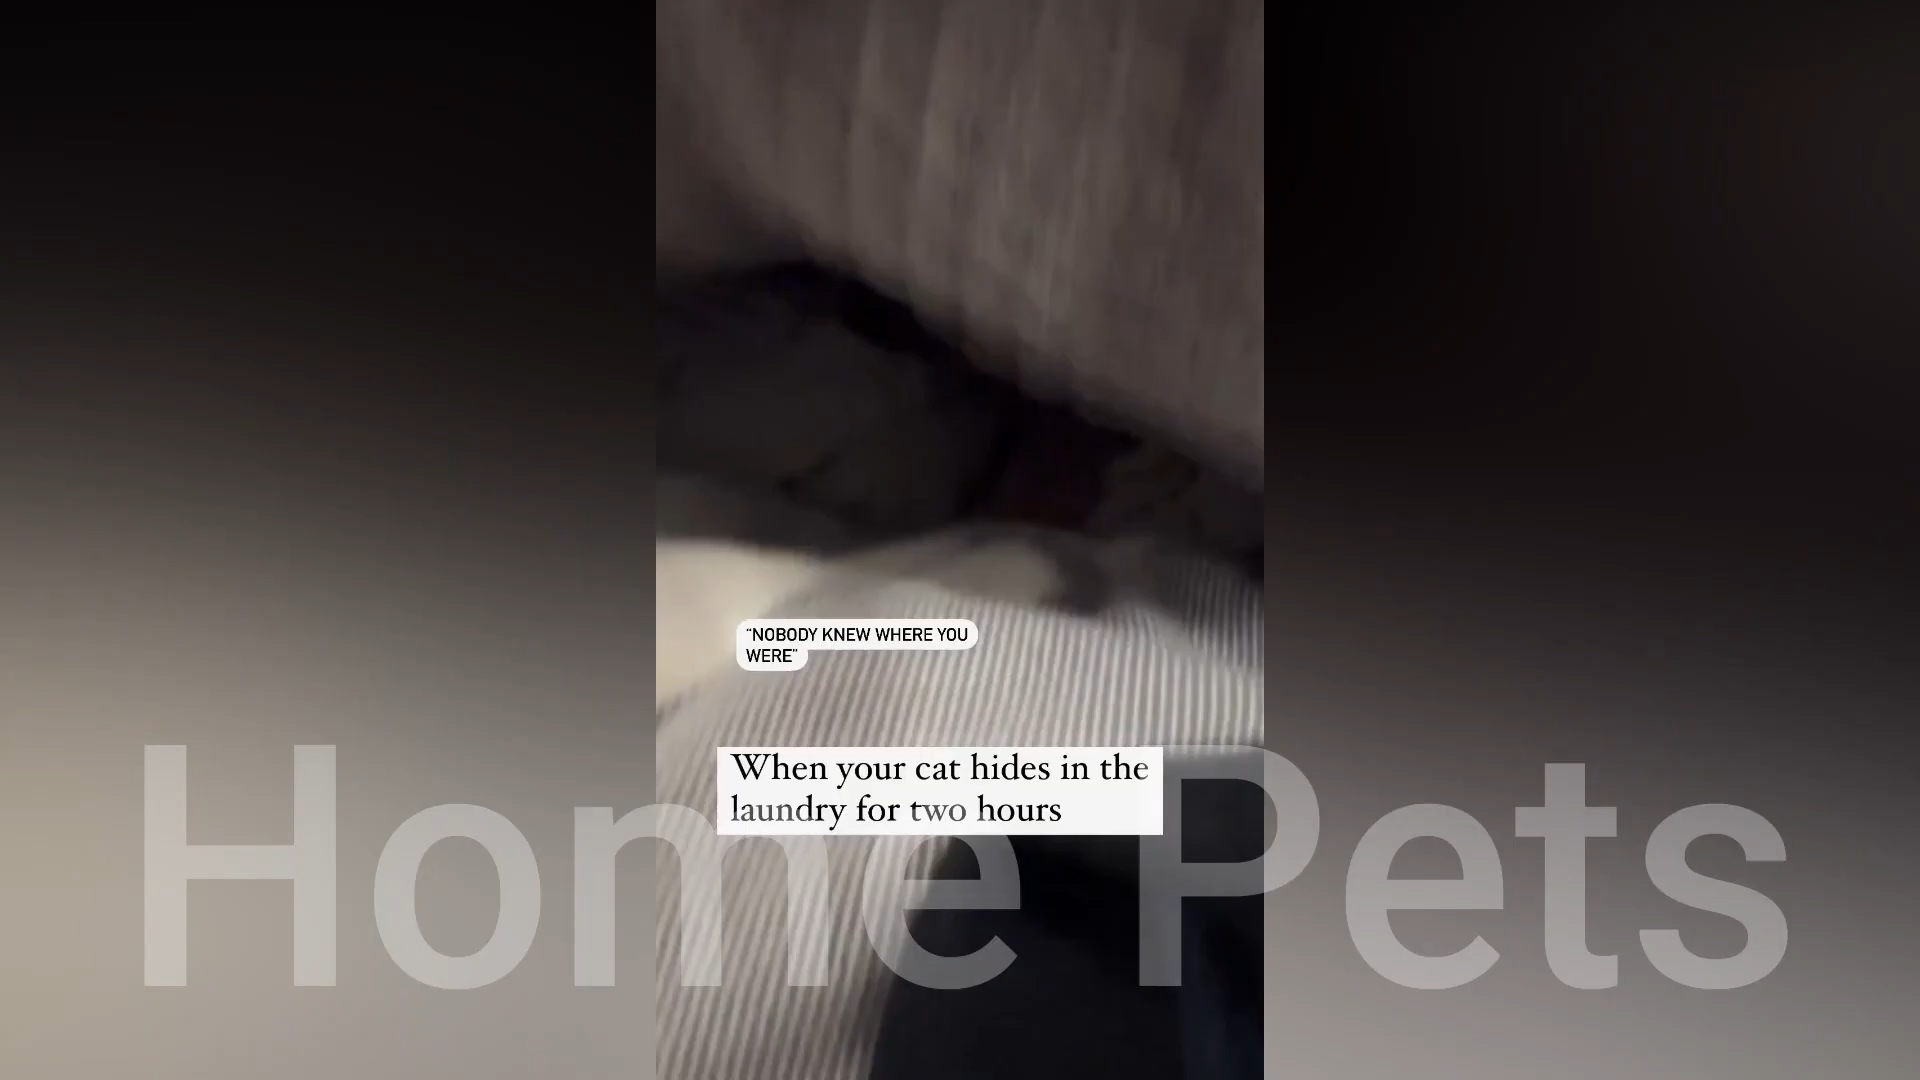 “NOBODY KNEW WHERE YOU
WERE”
When your cat hides in the
laundry for two hours
Home Pets